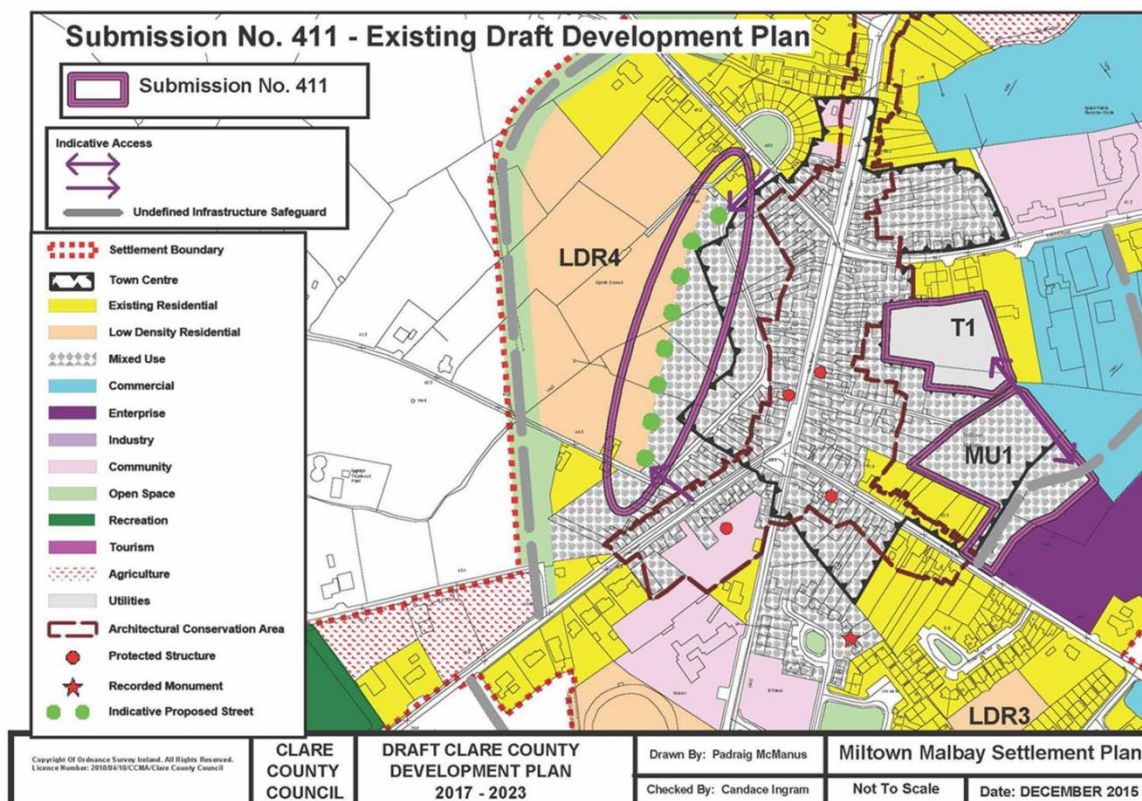 Submission No. 411 - Existing Draft Development Plan
Submission No. 411
Indicative Access
Undefined Infrastructure Safeguard
Settlement Boundary
Town Centre
Existing Residential
Low Density Residential
Mixed Use
Commercial
Enterprise
Industry
Community
Open Space
Recreation
Tourism
Agriculture
Utilities
Architectural Conservation Area
Protected Structure
Recorded Monument
Indicative Proposed Street
LDR4
T1
MU1
LDR3
Copyright Of Ordnance Survey Ireland. All Rights Reserved.
Licence Number: 2010/04/10/CCMA/Clare County Council
CLARE
COUNTY
COUNCIL
DRAFT CLARE COUNTY
DEVELOPMENT PLAN
2017 - 2023
Drawn By: Padraig McManus
Checked By: Candace Ingram
Miltown Malbay Settlement Plan
Not To Scale
Date: DECEMBER 2015